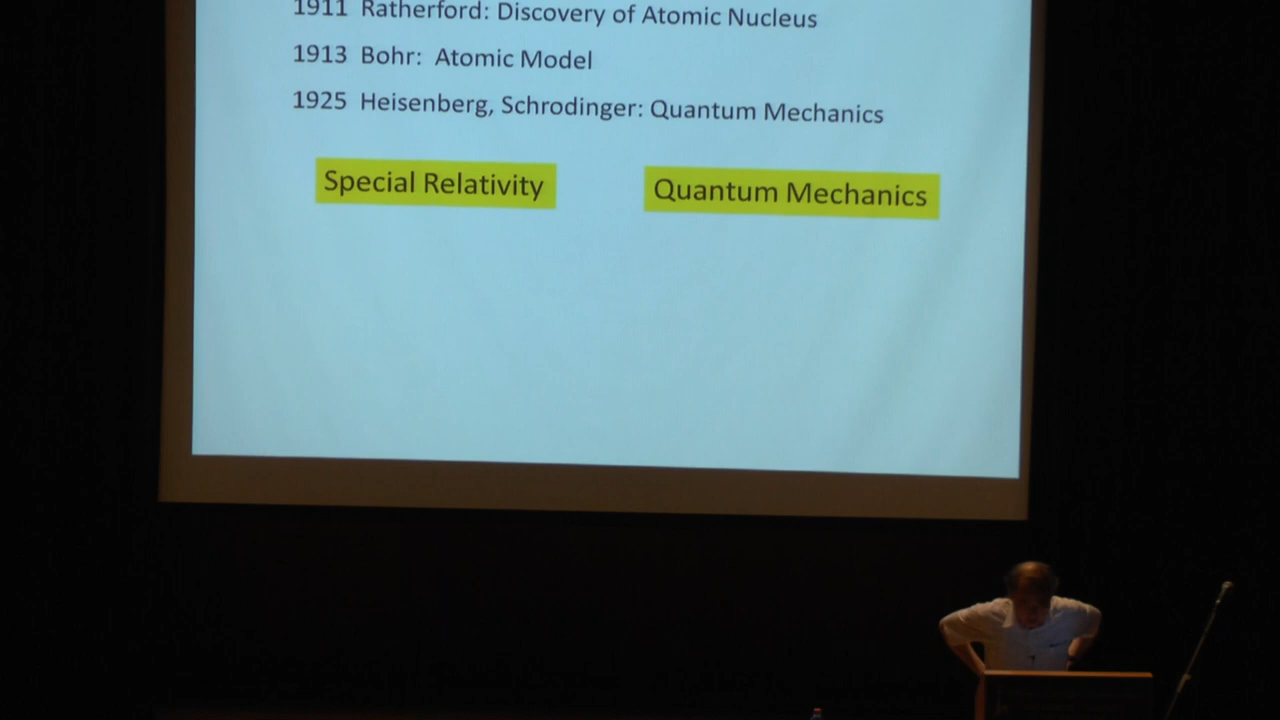 1911 Ratherford: Discovery of Atomic Nucleus
1913 Bohr: Atomic Model
1925 Heisenberg, Schrodinger: Quantum Mechanics
Special Relativity
Quantum Mechanics